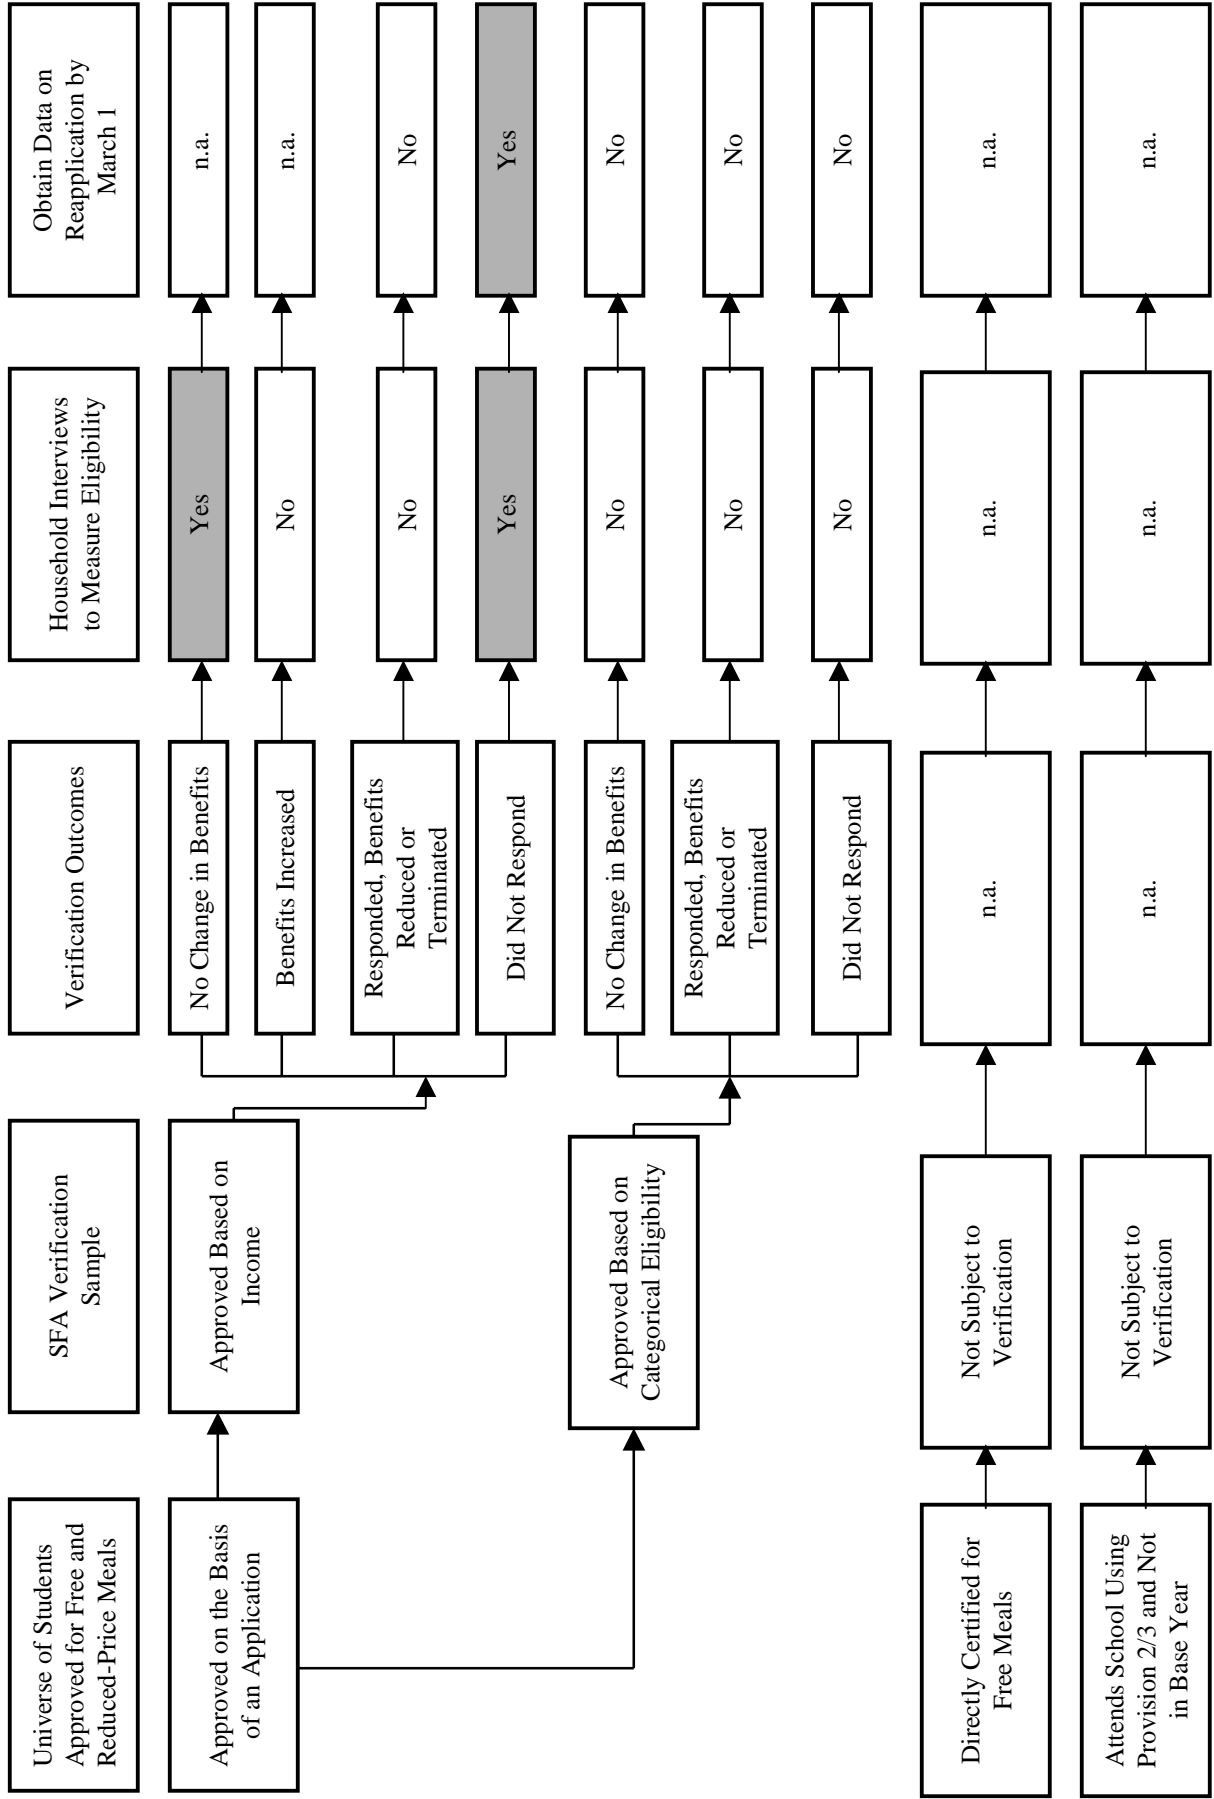 Universe of Students
Approved for Free and
Reduced-Price Meals
SFA Verification
Sample
Verification Outcomes
Household Interviews
to Measure Eligibility
Obtain Data on
Reapplication by
March 1
Approved on the Basis
of an Application
Approved Based on
Income
No Change in Benefits
Yes
n.a.
Benefits Increased
No
n.a.
Responded, Benefits
Reduced or
Terminated
No
No
Did Not Respond
Yes
Yes
Approved Based on
Categorical Eligibility
No Change in Benefits
No
No
Responded, Benefits
Reduced or
Terminated
No
No
Did Not Respond
No
No
Directly Certified for
Free Meals
Not Subject to
Verification
n.a.
n.a.
n.a.
Attends School Using
Provision 2/3 and Not
in Base Year
Not Subject to
Verification
n.a.
n.a.
n.a.